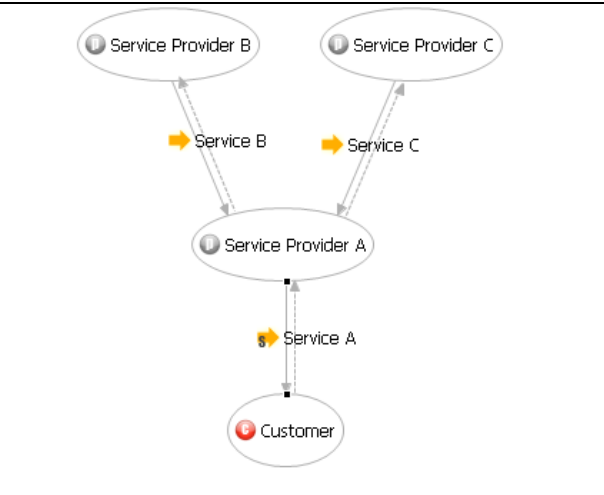 p Service Provider B
p Service Provider C
Service B
Service C
p Service Provider A
S Service A
C Customer